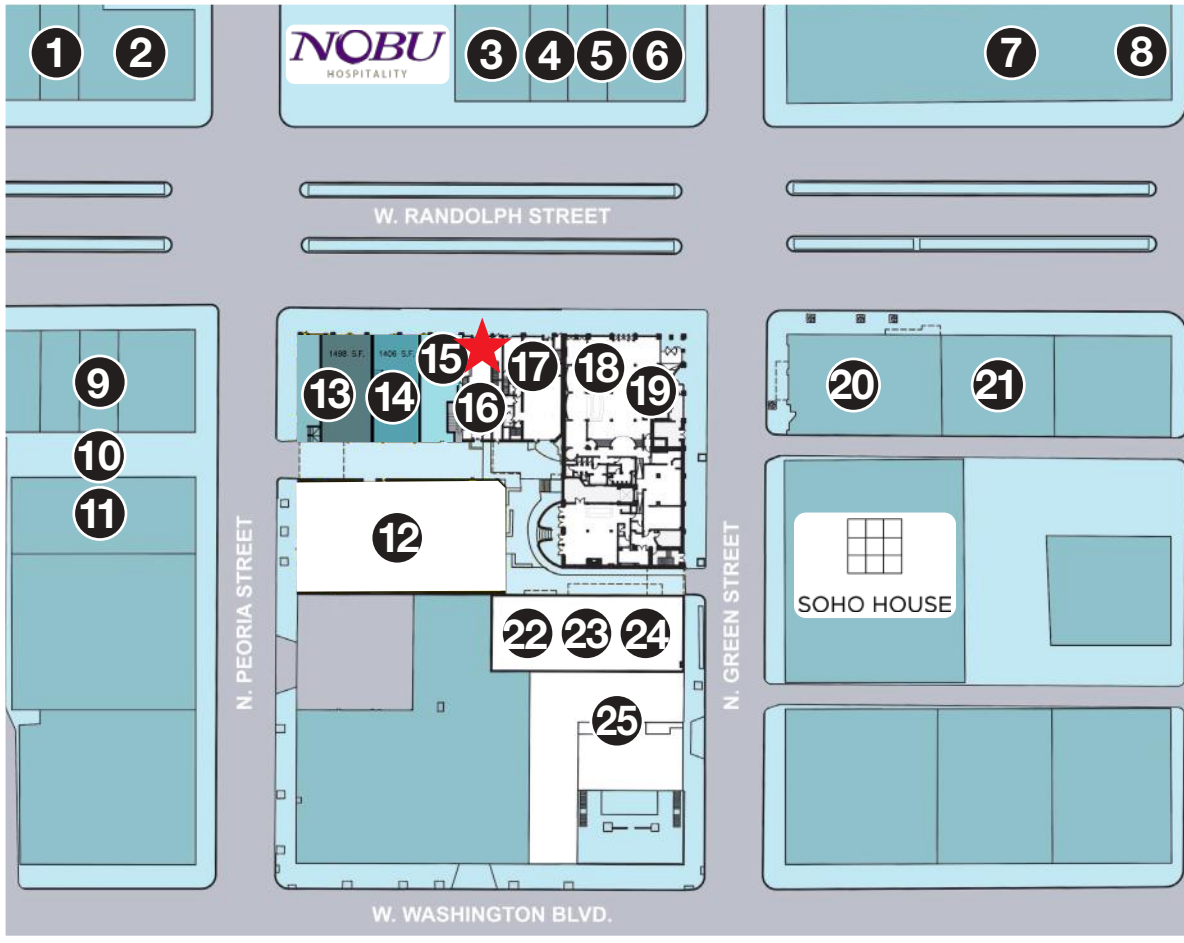 1
2
NOBU
HOSPITALITY
3
4
5
6
7
8
W. RANDOLPH STREET
9
10
11
1498 S.F.
1406 S.F.
13
14
15
16
17
18
19
20
21
12
N. PEORIA STREET
N. GREEN STREET
SOHO HOUSE
22
23
24
25
W. WASHINGTON BLVD.